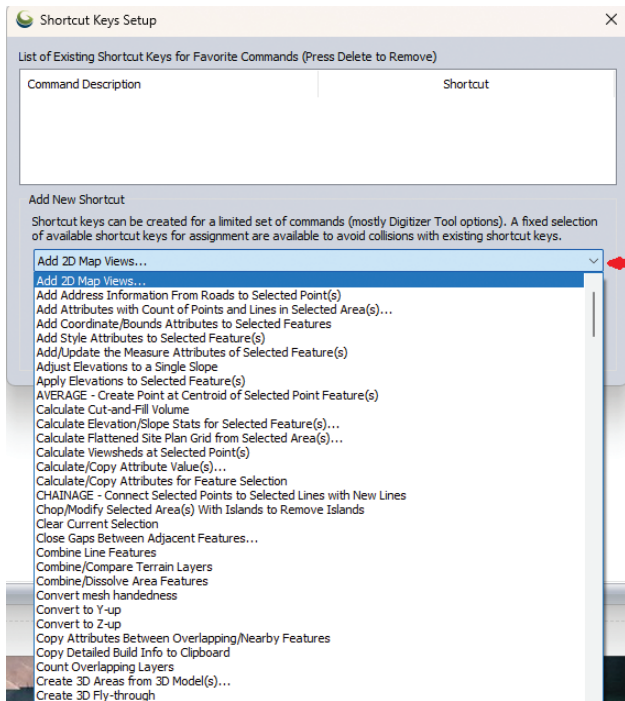 Shortcut Keys Setup
List of Existing Shortcut Keys for Favorite Commands (Press Delete to Remove)
Command Description Shortcut
Add New Shortcut
Shortcut keys can be created for a limited set of commands (mostly Digitizer Tool options). A fixed selection
of available shortcut keys for assignment are available to avoid collisions with existing shortcut keys.
Add 2D Map Views...
Add 2D Map Views...
Add Address Information From Roads to Selected Point(s)
Add Attributes with Count of Points and Lines in Selected Area(s)...
Add Coordinate/Bounds Attributes to Selected Features
Add Style Attributes to Selected Feature(s)
Add/Update the Measure Attributes of Selected Feature(s)
Adjust Elevations to a Single Slope
Apply Elevations to Selected Feature(s)
AVERAGE - Create Point at Centroid of Selected Point Feature(s)
Calculate Cut-and-Fill Volume
Calculate Elevation/Slope Stats for Selected Feature(s)...
Calculate Flattened Site Plan Grid from Selected Area(s)...
Calculate Viewsheds at Selected Point(s)
Calculate/Copy Attribute Value(s)...
Calculate/Copy Attributes for Feature Selection
CHAINAGE - Connect Selected Points to Selected Lines with New Lines
Chop/Modify Selected Area(s) With Islands to Remove Islands
Clear Current Selection
Close Gaps Between Adjacent Features...
Combine Line Features
Combine/Compare Terrain Layers
Combine/Dissolve Area Features
Convert mesh handedness
Convert to Y-up
Convert to Z-up
Copy Attributes Between Overlapping/Nearby Features
Copy Detailed Build Info to Clipboard
Count Overlapping Layers
Create 3D Areas from 3D Model(s)...
Create 3D Fly-through